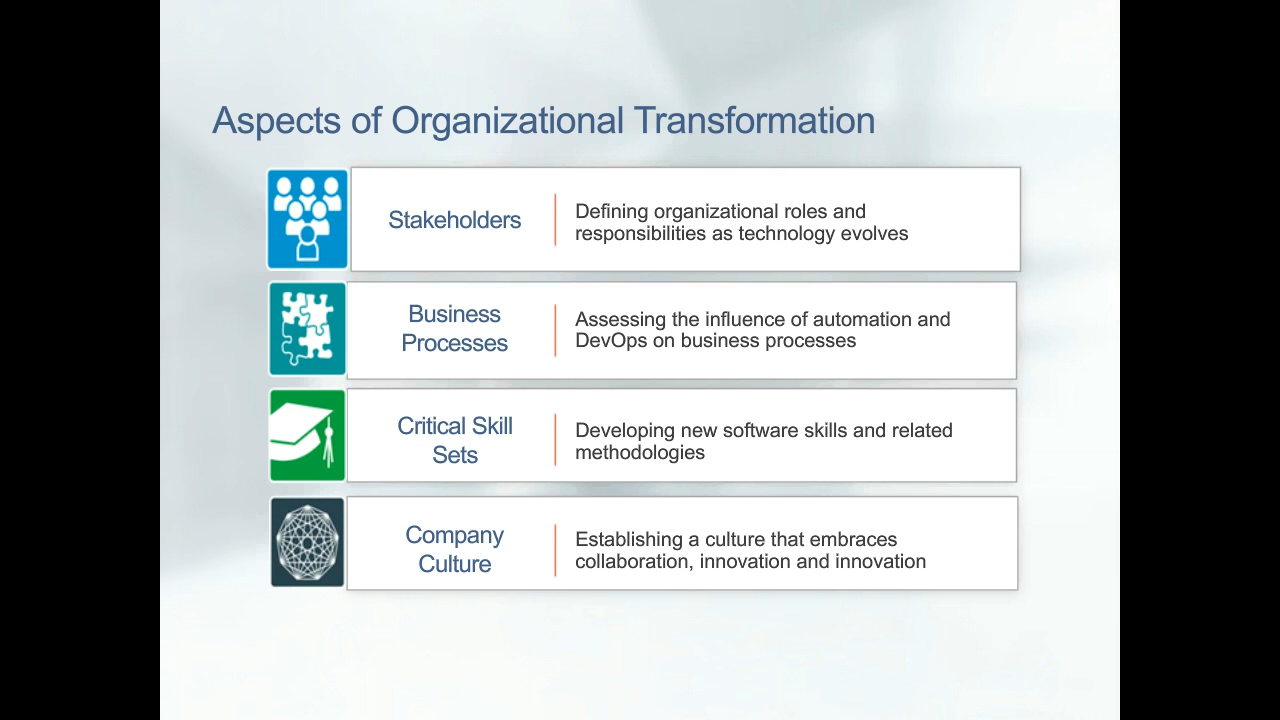 Aspects of Organizational Transformation
Stakeholders
Defining organizational roles and
responsibilities as technology evolves
Business
Processes
Assessing the influence of automation and
DevOps on business processes
Critical Skill
Sets
Developing new software skills and related
methodologies
Company
Culture
Establishing a culture that embraces
collaboration, innovation and innovation